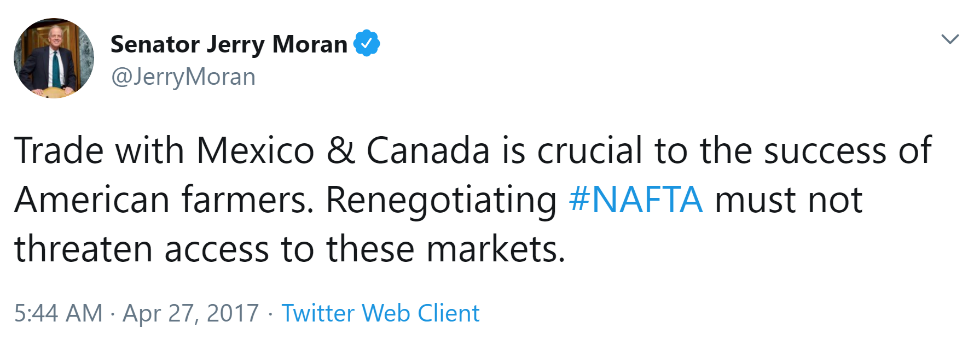 Senator Jerry Moran
@JerryMoran
Trade with Mexico & Canada is crucial to the success of
American farmers. Renegotiating #NAFTA must not
threaten access to these markets.
5:44 AM · Apr 27, 2017 · Twitter Web Client